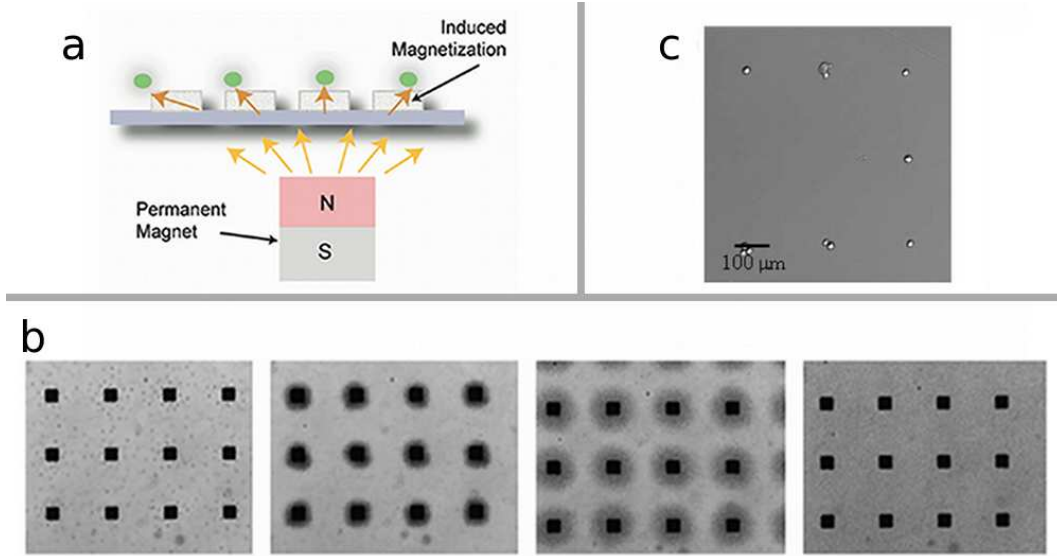 a
Induced
Magnetization
N
Permanent
Magnet
S
c
100 μm
b